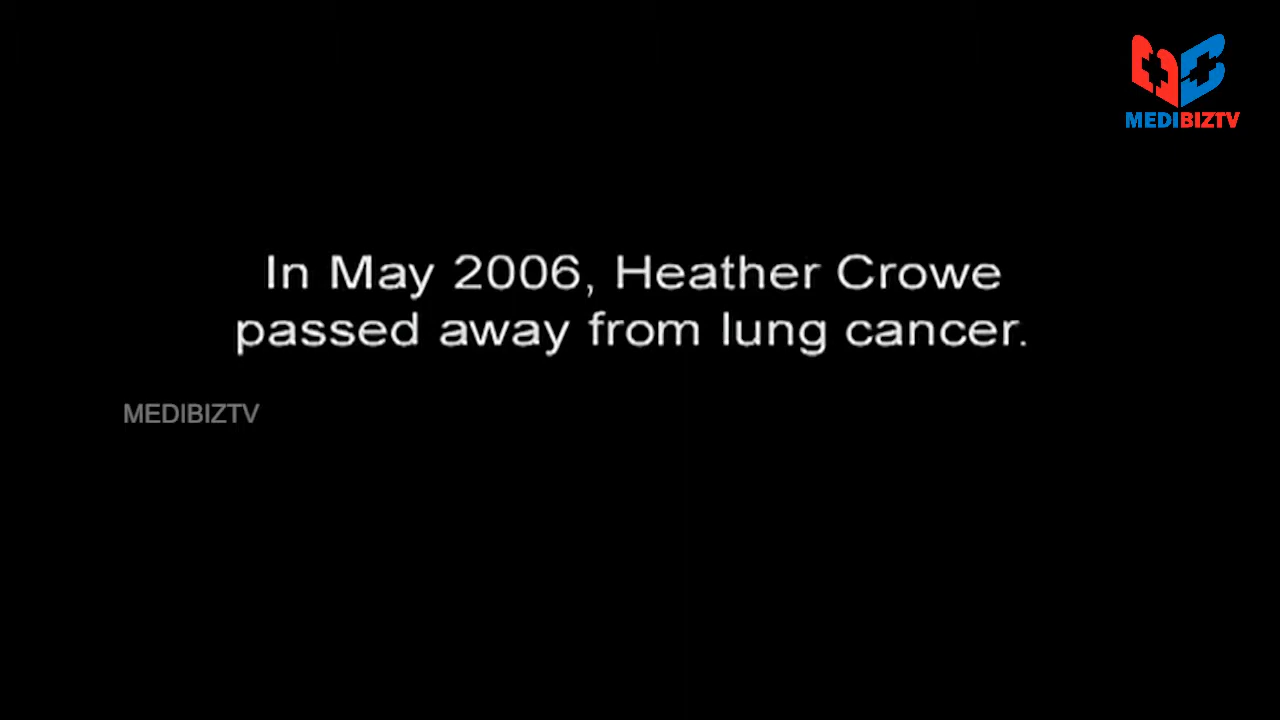 MEDIBIZTV
In May 2006, Heather Crowe
passed away from lung cancer.
MEDIBIZTV